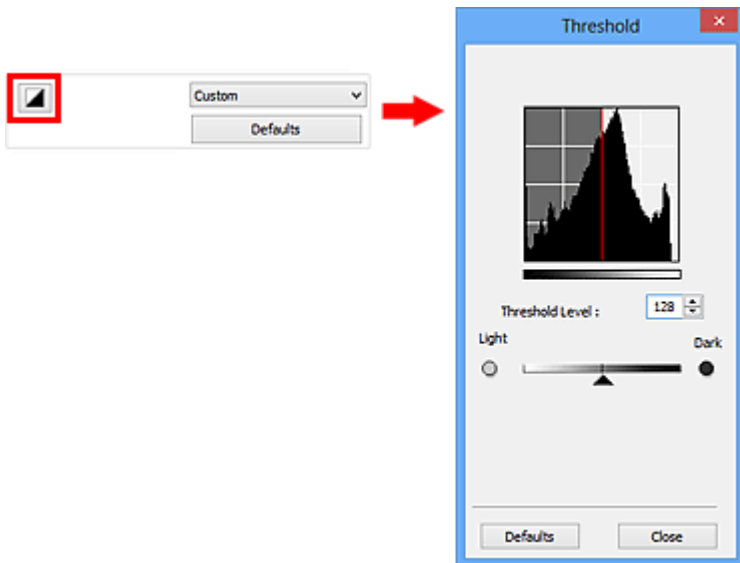 Custom
Defaults
Threshold
Threshold Level :
128
Light
Dark
Defaults
Close